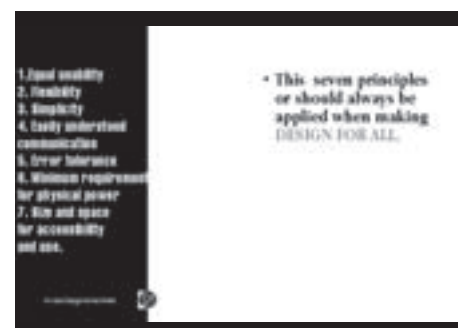 1.Equal usability
2. Flexibility
3. Simplicity
4. Easily understood
communication
5. Error tolerance
6. Minimum requirement
for physical power
7. Size and space
for accessibility
and use.
• This seven principles
or should always be
applied when making
DESIGN FOR ALL.